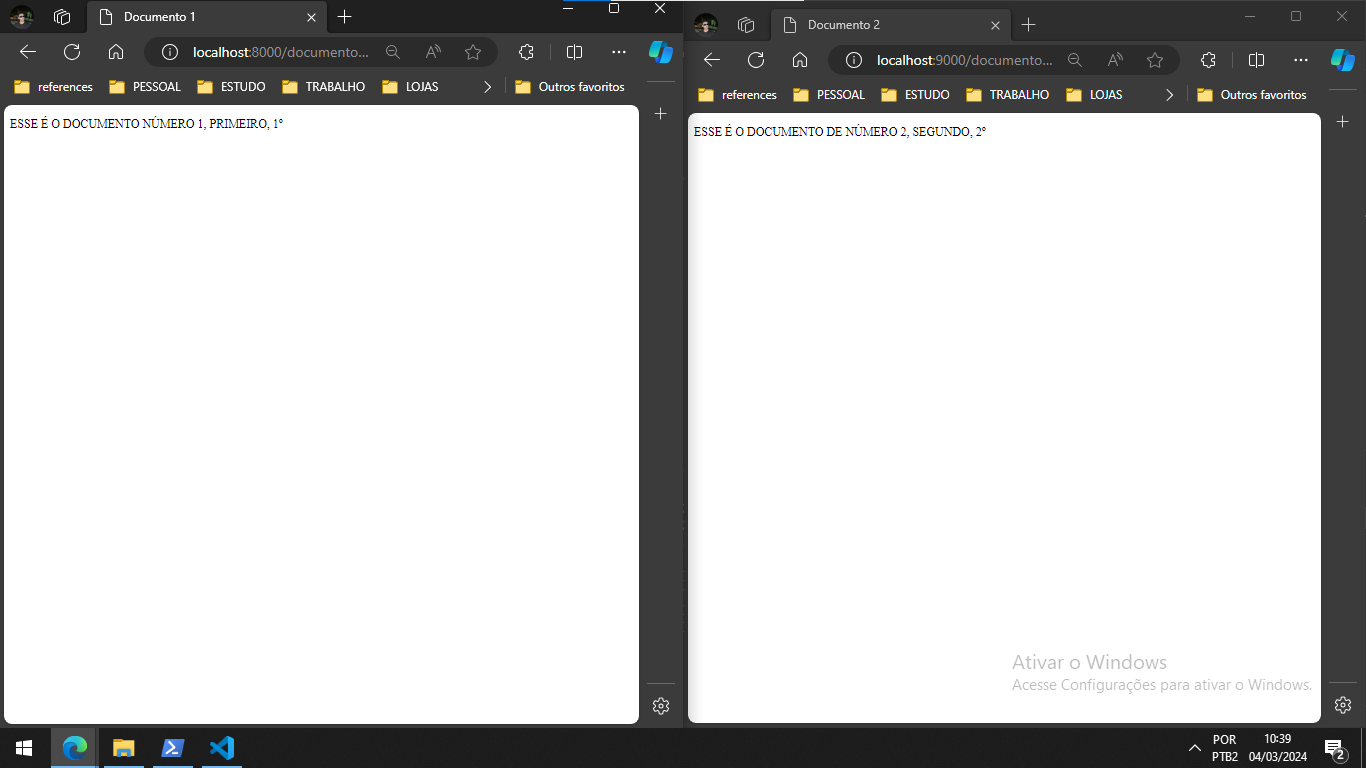 Documento 1
localhost:8000/documento...
references
PESSOAL
ESTUDO
TRABALHO
LOJAS
Outros favoritos
ESSE É O DOCUMENTO NÚMERO 1, PRIMEIRO, 1º
Documento 2
localhost:9000/documento...
references
PESSOAL
ESTUDO
TRABALHO
LOJAS
Outros favoritos
ESSE É O DOCUMENTO DE NÚMERO 2, SEGUNDO, 2º
Ativar o Windows
Acesse Configurações para ativar o Windows.
POR
PTB2
10:39
04/03/2024
2